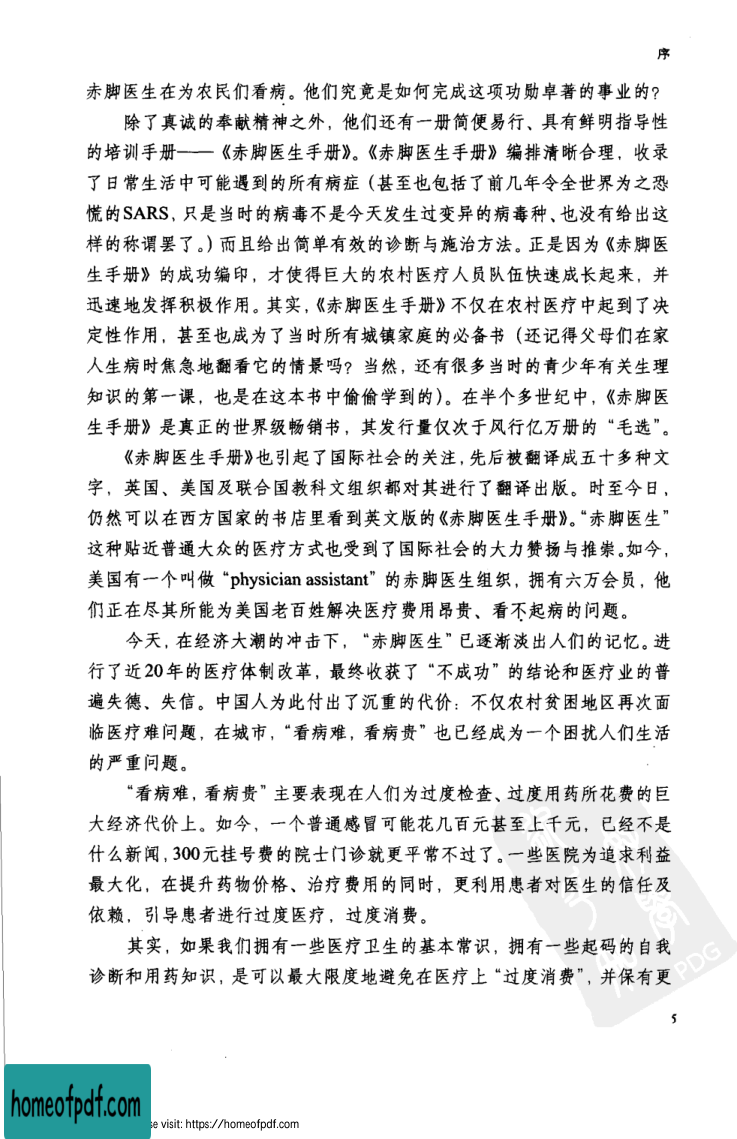 序
赤脚医生在为农民们看病。他们究竟是如何完成这项功勋卓著的事业的?
除了真诚的奉献精神之外，他们还有一册简便易行、具有鲜明指导性
的培训手册——《赤脚医生手册》。《赤脚医生手册》编排清晰合理，收录
了日常生活中可能遇到的所有病症（甚至也包括了前几年令全世界为之恐
慌的SARS，只是当时的病毒不是今天发生过变异的病毒种、也没有给出这
样的称谓罢了。）而且给出简单有效的诊断与施治方法。正是因为《赤脚医
生手册》的成功编印，才使得巨大的农村医疗人员队伍快速成长起来，并
迅速地发挥积极作用。其实，《赤脚医生手册》不仅在农村医疗中起到了决
定性作用，甚至也成为了当时所有城镇家庭的必备书（还记得父母们在家
人生病时焦急地翻看它的情景吗？当然，还有很多当时的青少年有关生理
知识的第一课，也是在这本书中偷偷学到的）。在半个多世纪中，《赤脚医
生手册》是真正的世界级畅销书，其发行量仅次于风行亿万册的“毛选”。
《赤脚医生手册》也引起了国际社会的关注，先后被翻译成五十多种文
字，英国、美国及联合国教科文组织都对其进行了翻译出版。时至今日，
仍然可以在西方国家的书店里看到英文版的《赤脚医生手册》。“赤脚医生”
这种贴近普通大众的医疗方式也受到了国际社会的大力赞扬与推崇。如今，
美国有一个叫做“physician assistant”的赤脚医生组织，拥有六万会员，他
们正在尽其所能为美国老百姓解决医疗费用昂贵、看不起病的问题。
今天，在经济大潮的冲击下，“赤脚医生”已逐渐淡出人们的记忆。进
行了近20年的医疗体制改革，最终收获了“不成功”的结论和医疗业的普
遍失德、失信。中国人为此付出了沉重的代价：不仅农村贫困地区再次面
临医疗难问题，在城市，“看病难，看病贵”也已经成为一个困扰人们生活
的严重问题。
“看病难，看病贵”主要表现在人们为过度检查、过度用药所花费的巨
大经济代价上。如今，一个普通感冒可能花几百元甚至上千元，已经不是
什么新闻，300元挂号费的院士门诊就更平常不过了。一些医院为追求利益
最大化，在提升药物价格、治疗费用的同时，更利用患者对医生的信任及
依赖，引导患者进行过度医疗，过度消费。
其实，如果我们拥有一些医疗卫生的基本常识，拥有一些起码的自我
诊断和用药知识，是可以最大限度地避免在医疗上“过度消费”，并保有更
PDG
5
homeofpdf.com
se visit: https://homeofpdf.com